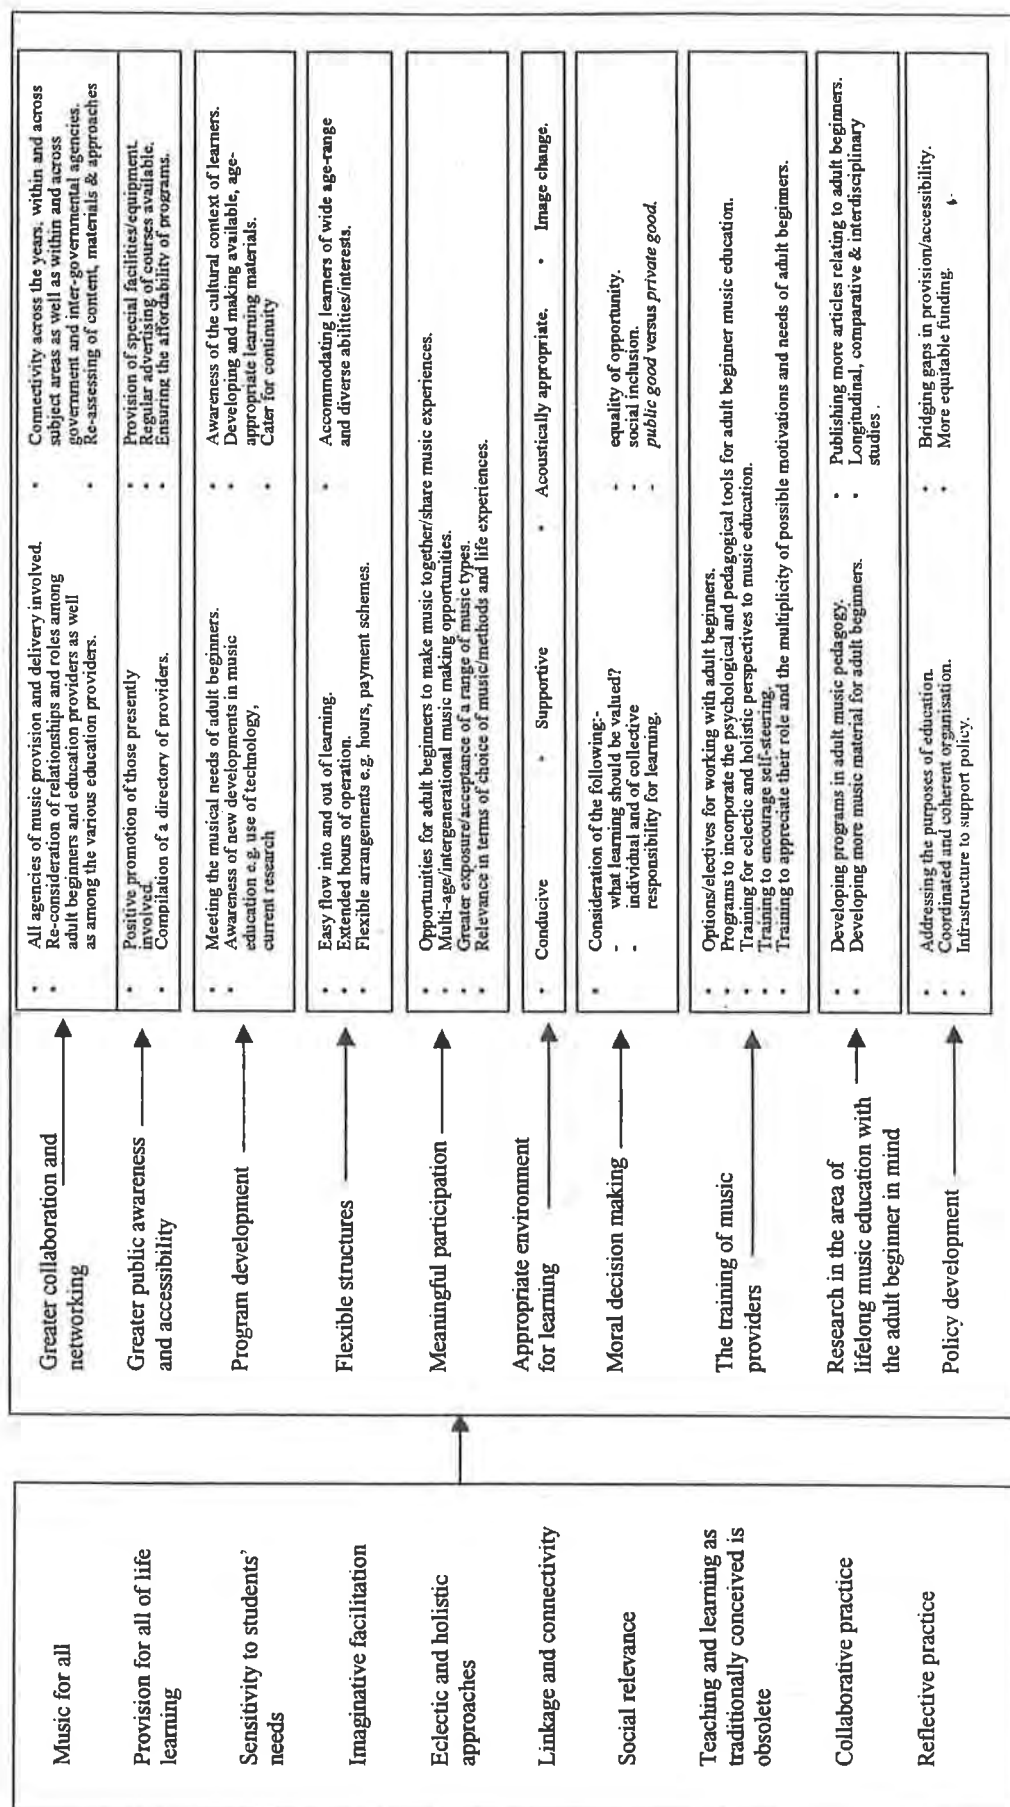 Music for all
Provision for all of life
learning
Sensitivity to students'
needs
Imaginative facilitation
Eclectic and holistic
approaches
Linkage and connectivity
Social relevance
Teaching and learning as
traditionally conceived is
obsolete
Collaborative practice
Reflective practice
Greater collaboration and
networking
• All agencies of music provision and delivery involved.
• Re-consideration of relationships and roles among
adult beginners and education providers as well
as among the various education providers.
• Connectivity across the years, within and across
subject areas as well as within and across
government and inter-governmental agencies.
• Re-assessing of content, materials & approaches
Greater public awareness
and accessibility
• Positive promotion of those presently
involved.
• Compilation of a directory of providers.
• Provision of special facilities/equipment.
• Regular advertising of courses available.
• Ensuring the affordability of programs.
Program development
• Meeting the musical needs of adult beginners.
• Awareness of new developments in music
education e.g. use of technology,
current research
• Awareness of the cultural context of learners.
• Developing and making available, age-
appropriate learning materials.
• Cater for continuity
Flexible structures
• Easy flow into and out of learning.
• Extended hours of operation.
• Flexible arrangements e.g. hours, payment schemes.
• Accommodating learners of wide age-range
and diverse abilities/interests.
Meaningful participation
• Opportunities for adult beginners to make music together/share music experiences.
• Multi-age/intergenerational music making opportunities.
• Greater exposure/acceptance of a range of music types.
• Relevance in terms of choice of music/methods and life experiences.
Appropriate environment
for learning
• Conducive • Supportive • Acoustically appropriate. • Image change.
Moral decision making
• Consideration of the following:-
- what learning should be valued?
- individual and of collective
responsibility for learning.
- equality of opportunity.
- social inclusion.
- public good versus private good.
The training of music
providers
• Options/electives for working with adult beginners.
• Programs to incorporate the psychological and pedagogical tools for adult beginner music education.
• Training for eclectic and holistic perspectives to music education.
• Training to encourage self-steering.
• Training to appreciate their role and the multiplicity of possible motivations and needs of adult beginners.
Research in the area of
lifelong music education with
the adult beginner in mind
• Developing programs in adult music pedagogy.
• Developing more music material for adult beginners.
• Publishing more articles relating to adult beginners.
• Longitudinal, comparative & interdisciplinary
studies .
Policy development
• Addressing the purposes of education.
• Coordinated and coherent organisation.
• Infrastructure to support policy.
• Bridging gaps in provision/accessibility.
• More equitable funding.